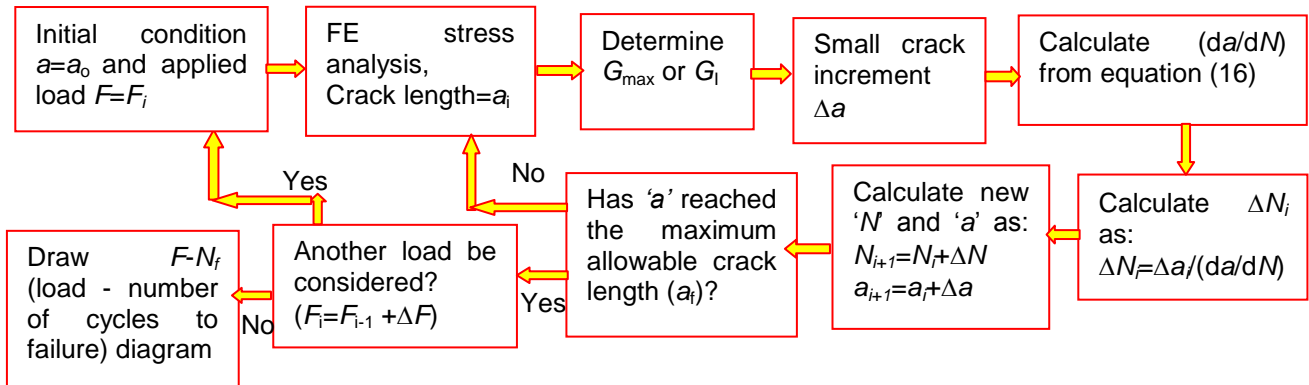 Initial condition
a=ao and applied
load F=Fi
FE stress
analysis,
Crack length=ai
Determine
Gmax or GI
Small crack
increment
Δa
Calculate (da/dN)
from equation (16)
Calculate ΔNi
as:
ΔNi=Δai/(da/dN)
Calculate new
‘N’ and ‘a’ as:
Ni+1=Ni+ΔN
ai+1=ai+Δa
Has ‘a’ reached
the maximum
allowable crack
length (af)?
No
Yes
Another load be
considered?
(Fi=Fi-1 +ΔF)
Yes
No
Draw F-Nf
(load - number
of cycles to
failure) diagram